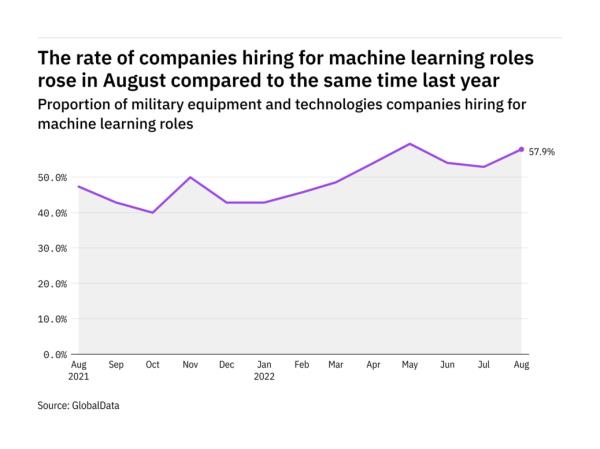 The rate of companies hiring for machine learning roles
rose in August compared to the same time last year
Proportion of military equipment and technologies companies hiring for
machine learning roles
57.9%
50.0%
40.0%
30.0%
20.0%
10.0%
0.0%
Aug Sep Oct Nov Dec Jan Feb Mar Apr May Jun Jul Aug
2021 2022
Source: GlobalData